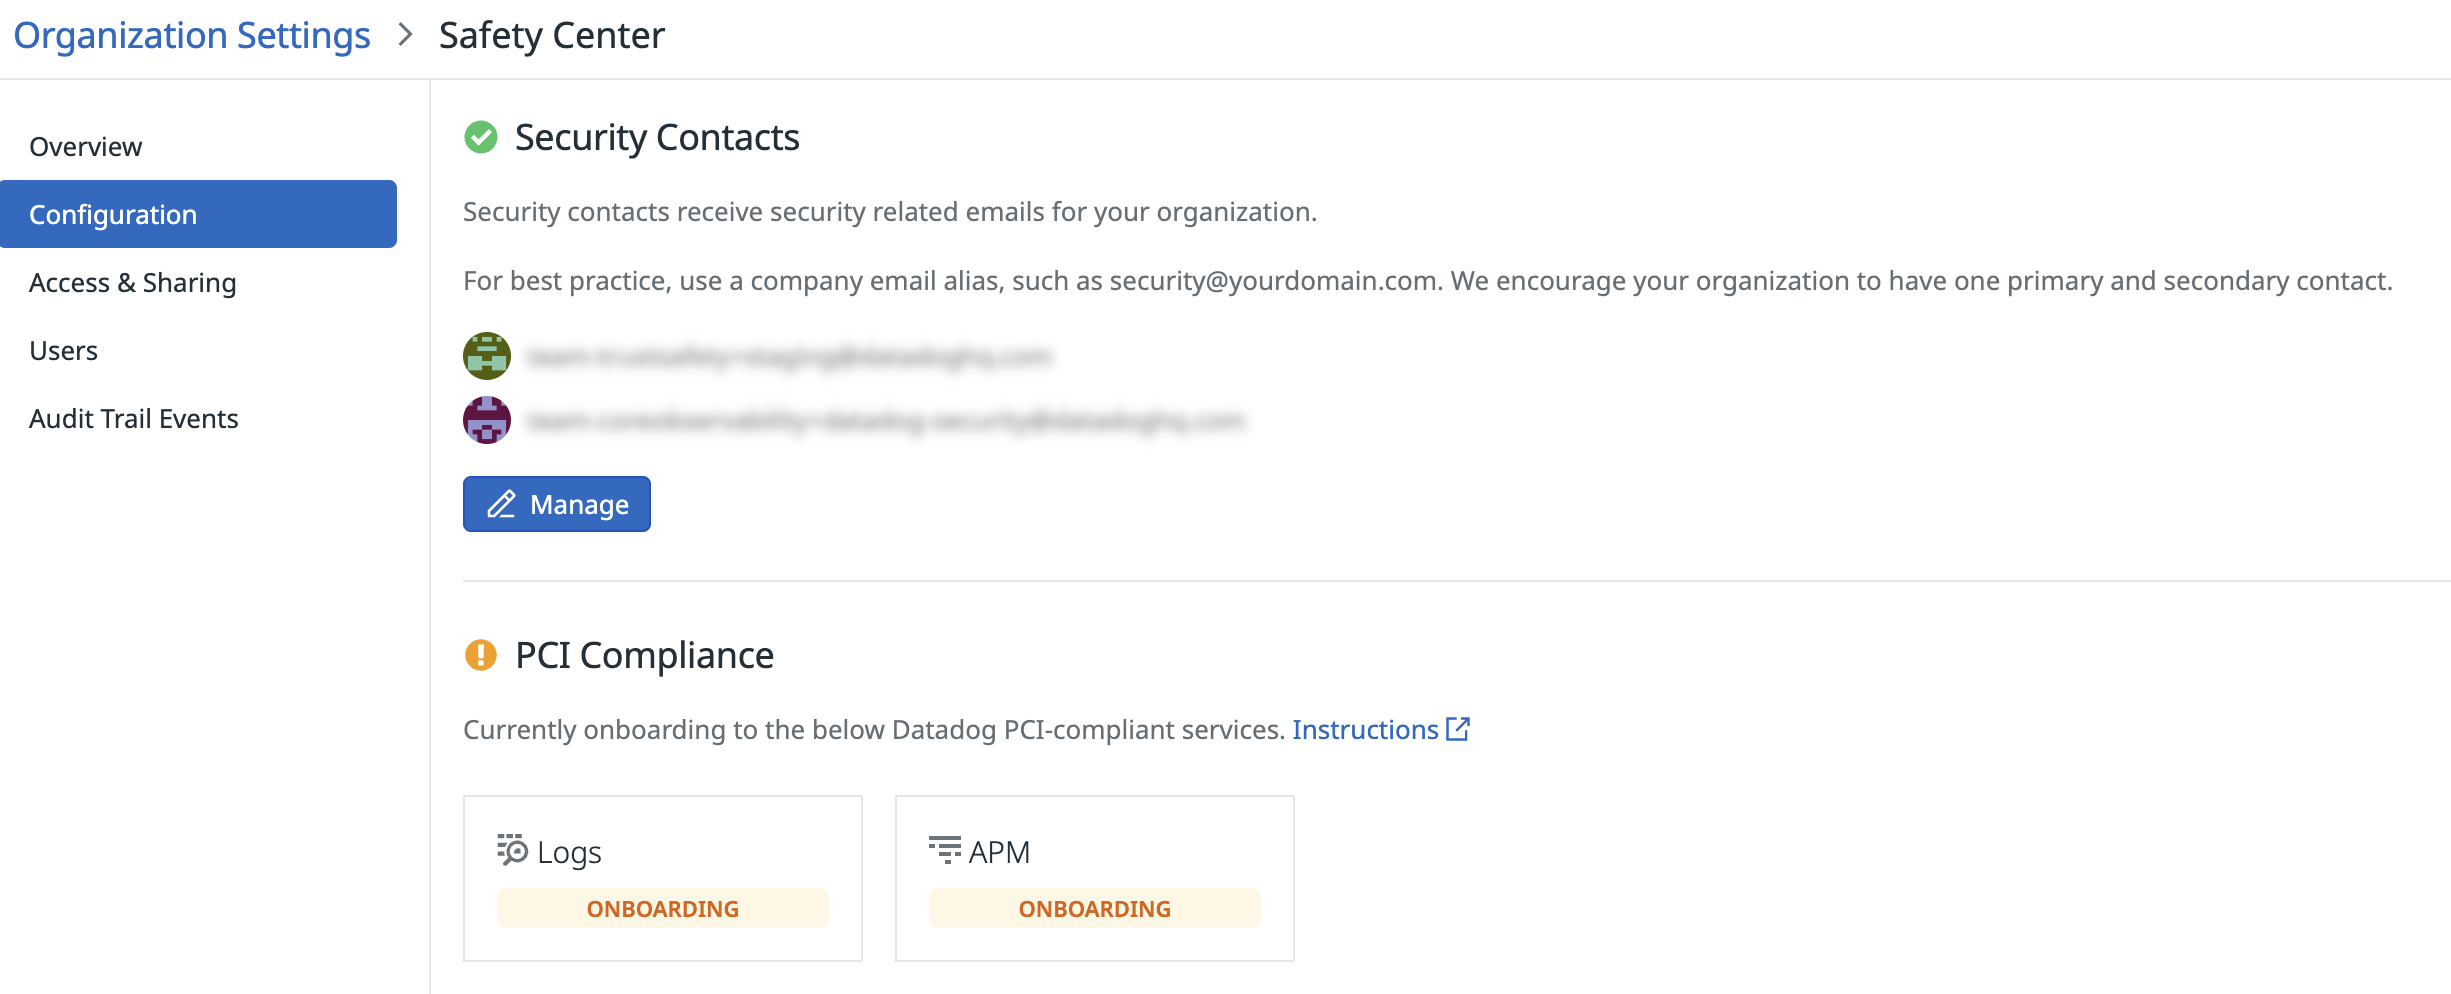 Organization Settings > Safety Center
Overview
Configuration
Access & Sharing
Users
Audit Trail Events
Security Contacts
Security contacts receive security related emails for your organization.
For best practice, use a company email alias, such as security@yourdomain.com. We encourage your organization to have one primary and secondary contact.
Manage
PCI Compliance
Currently onboarding to the below Datadog PCI-compliant services. Instructions
Logs
ONBOARDING
APM
ONBOARDING